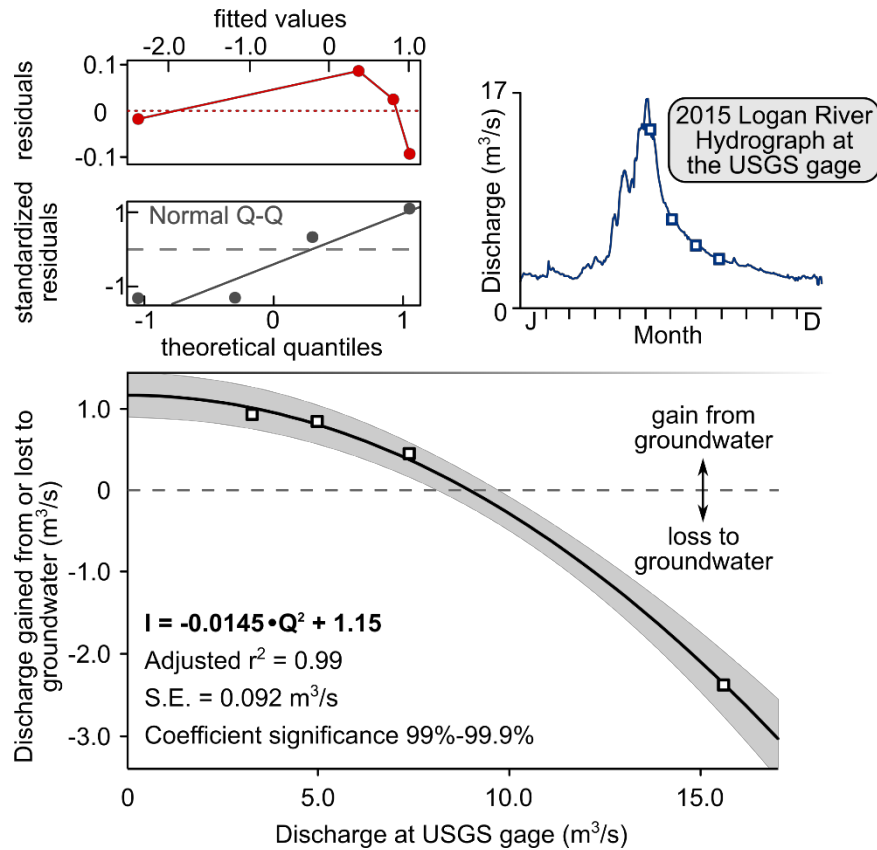 fitted values
-2.0 -1.0 0 1.0
residuals
0.1
0
-0.1
standardized
residuals
Normal Q-Q
1
-1
-1 0 1
theoretical quantiles
Discharge (m³/s)
17
0
2015 Logan River
Hydrograph at
the USGS gage
J D
Month
Discharge gained from or lost to
groundwater (m³/s)
1.0
0
-1.0
-2.0
-3.0
gain from
groundwater
loss to
groundwater
I = -0.0145•Q² + 1.15
Adjusted r² = 0.99
S.E. = 0.092 m³/s
Coefficient significance 99%-99.9%
0 5.0 10.0 15.0
Discharge at USGS gage (m³/s)